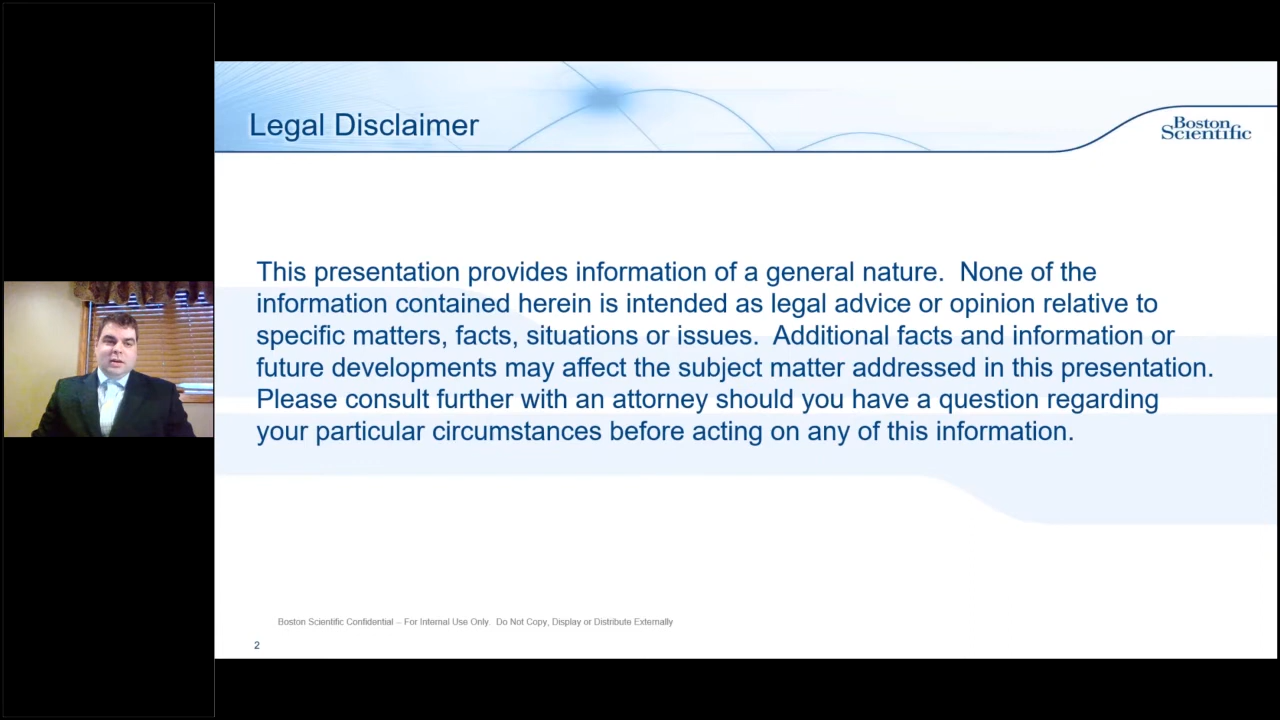 Legal Disclaimer
Boston
Scientific
This presentation provides information of a general nature.  None of the
information contained herein is intended as legal advice or opinion relative to
specific matters, facts, situations or issues.  Additional facts and information or
future developments may affect the subject matter addressed in this presentation.
Please consult further with an attorney should you have a question regarding
your particular circumstances before acting on any of this information.
Boston Scientific Confidential – For Internal Use Only.  Do Not Copy, Display or Distribute Externally
2